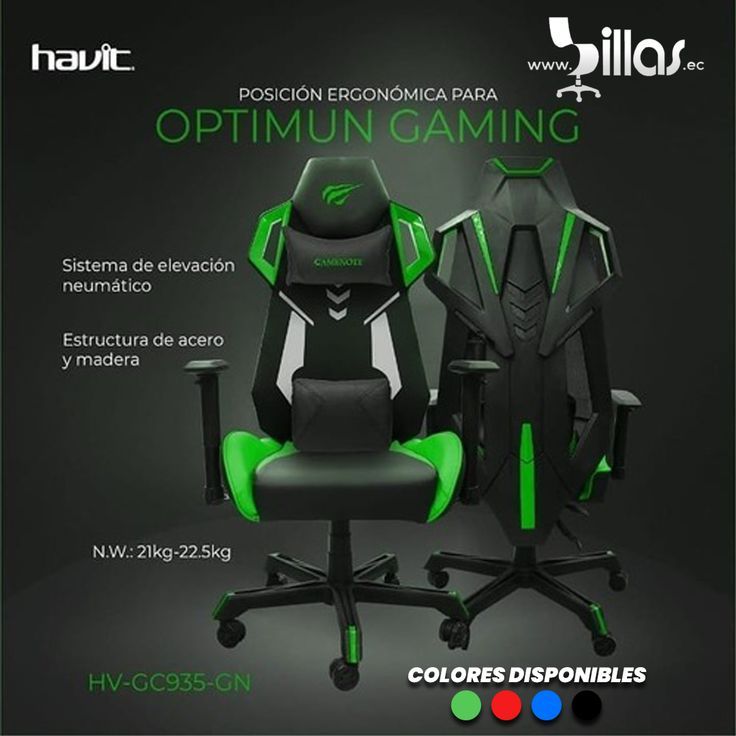 havit.
www.Sillas.ec
POSICIÓN ERGONÓMICA PARA
OPTIMUN GAMING
GAMENOTE
Sistema de elevación
neumático
Estructura de acero
y madera
N.W.: 21kg-22.5kg
HV-GC935-GN
COLORES DISPONIBLES